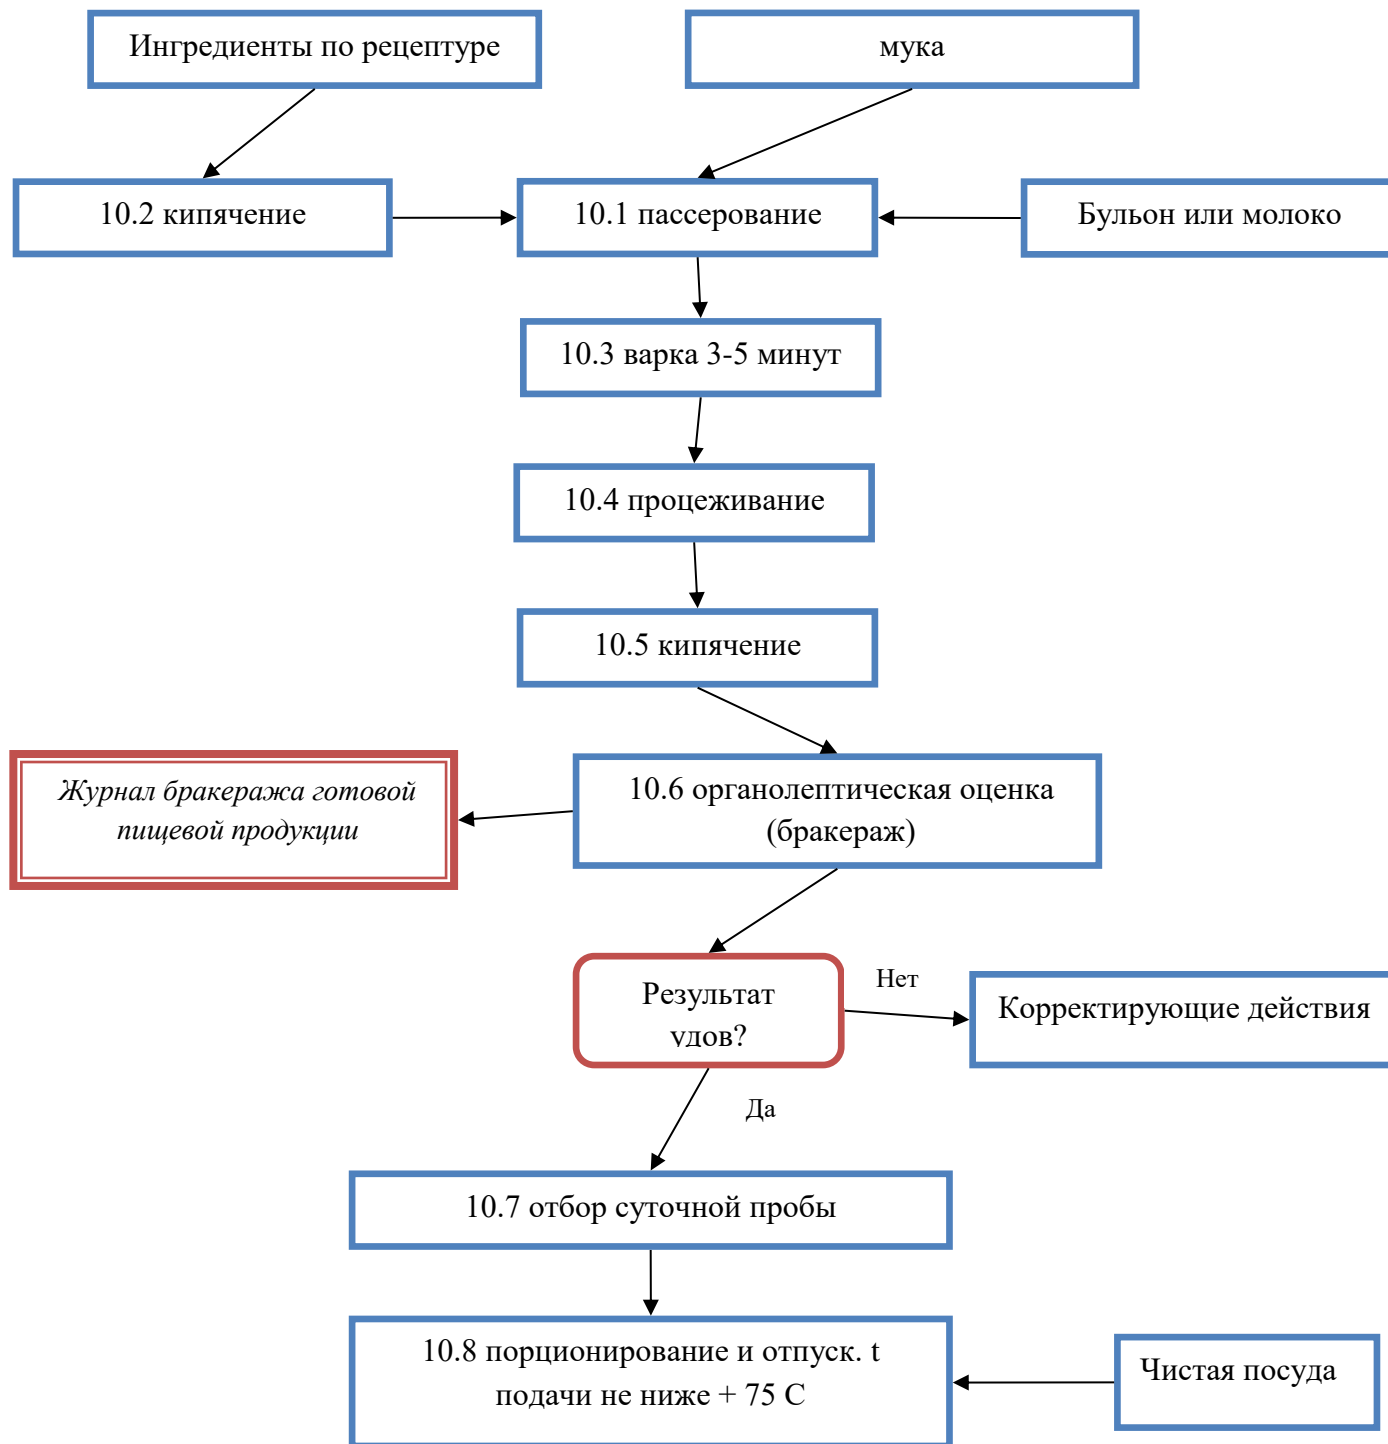 Ингредиенты по рецептуре
мука
10.2 кипячение
10.1 пассерование
Бульон или молоко
10.3 варка 3-5 минут
10.4 процеживание
10.5 кипячение
Журнал бракеража готовой
пищевой продукции
10.6 органолептическая оценка
(бракераж)
Результат
удов?
Нет
Корректирующие действия
Да
10.7 отбор суточной пробы
10.8 порционирование и отпуск. t
подачи не ниже + 75 С
Чистая посуда